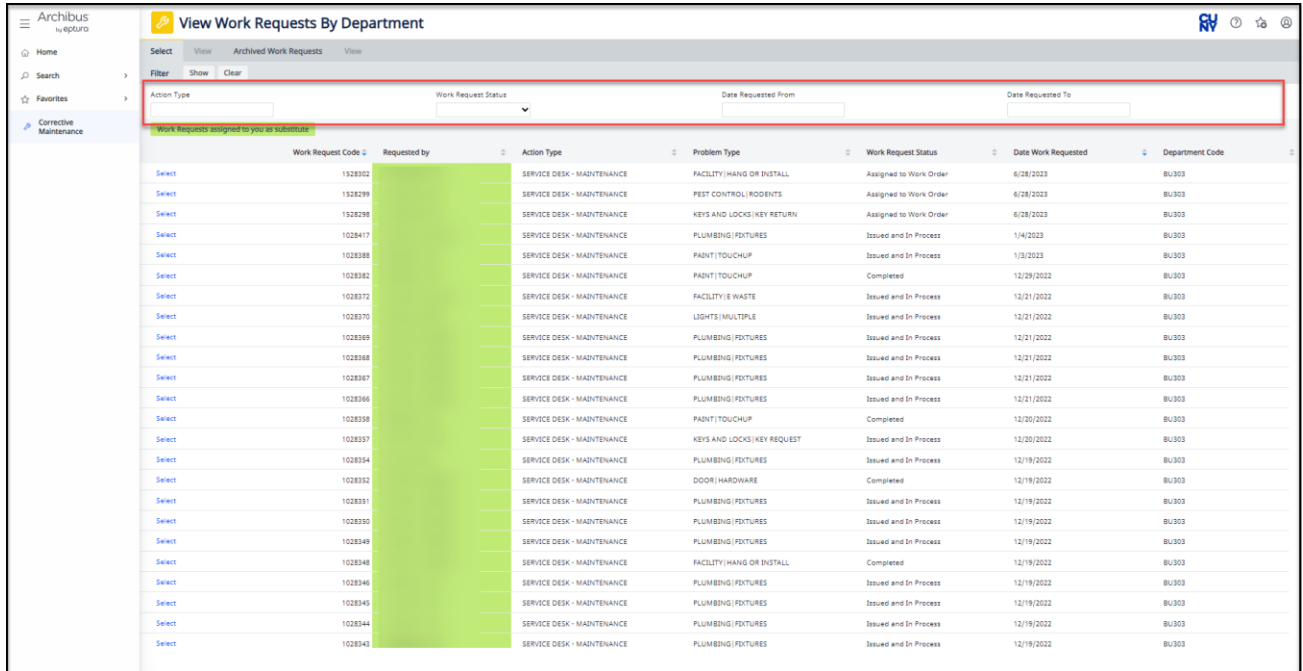 Archibus
by eptura
View Work Requests By Department
CUNY
Home
Search
Favorites
Corrective Maintenance
Select View Archived Work Requests View
Filter Show Clear
Action Type Work Request Status Date Requested From Date Requested To
Work Requests assigned to you as substitute
Work Request Code Requested by Action Type Problem Type Work Request Status Date Work Requested Department Code
Select 1528302 SERVICE DESK - MAINTENANCE FACILITY|HANG OR INSTALL Assigned to Work Order 6/28/2023 BU303
Select 1528299 SERVICE DESK - MAINTENANCE PEST CONTROL|RODENTS Assigned to Work Order 6/28/2023 BU303
Select 1528298 SERVICE DESK - MAINTENANCE KEYS AND LOCKS|KEY RETURN Assigned to Work Order 6/28/2023 BU303
Select 1028417 SERVICE DESK - MAINTENANCE PLUMBING|FIXTURES Issued and In Process 1/4/2023 BU303
Select 1028388 SERVICE DESK - MAINTENANCE PAINT|TOUCHUP Issued and In Process 1/3/2023 BU303
Select 1028382 SERVICE DESK - MAINTENANCE PAINT|TOUCHUP Completed 12/29/2022 BU303
Select 1028372 SERVICE DESK - MAINTENANCE FACILITY|E WASTE Issued and In Process 12/21/2022 BU303
Select 1028370 SERVICE DESK - MAINTENANCE LIGHTS|MULTIPLE Issued and In Process 12/21/2022 BU303
Select 1028369 SERVICE DESK - MAINTENANCE PLUMBING|FIXTURES Issued and In Process 12/21/2022 BU303
Select 1028368 SERVICE DESK - MAINTENANCE PLUMBING|FIXTURES Issued and In Process 12/21/2022 BU303
Select 1028367 SERVICE DESK - MAINTENANCE PLUMBING|FIXTURES Issued and In Process 12/21/2022 BU303
Select 1028366 SERVICE DESK - MAINTENANCE PLUMBING|FIXTURES Issued and In Process 12/21/2022 BU303
Select 1028358 SERVICE DESK - MAINTENANCE PAINT|TOUCHUP Completed 12/20/2022 BU303
Select 1028357 SERVICE DESK - MAINTENANCE KEYS AND LOCKS|KEY REQUEST Issued and In Process 12/20/2022 BU303
Select 1028354 SERVICE DESK - MAINTENANCE PLUMBING|FIXTURES Issued and In Process 12/19/2022 BU303
Select 1028352 SERVICE DESK - MAINTENANCE DOOR|HARDWARE Completed 12/19/2022 BU303
Select 1028351 SERVICE DESK - MAINTENANCE PLUMBING|FIXTURES Issued and In Process 12/19/2022 BU303
Select 1028350 SERVICE DESK - MAINTENANCE PLUMBING|FIXTURES Issued and In Process 12/19/2022 BU303
Select 1028349 SERVICE DESK - MAINTENANCE PLUMBING|FIXTURES Issued and In Process 12/19/2022 BU303
Select 1028348 SERVICE DESK - MAINTENANCE FACILITY|HANG OR INSTALL Completed 12/19/2022 BU303
Select 1028346 SERVICE DESK - MAINTENANCE PLUMBING|FIXTURES Issued and In Process 12/19/2022 BU303
Select 1028345 SERVICE DESK - MAINTENANCE PLUMBING|FIXTURES Issued and In Process 12/19/2022 BU303
Select 1028344 SERVICE DESK - MAINTENANCE PLUMBING|FIXTURES Issued and In Process 12/19/2022 BU303
Select 1028343 SERVICE DESK - MAINTENANCE PLUMBING|FIXTURES Issued and In Process 12/19/2022 BU303